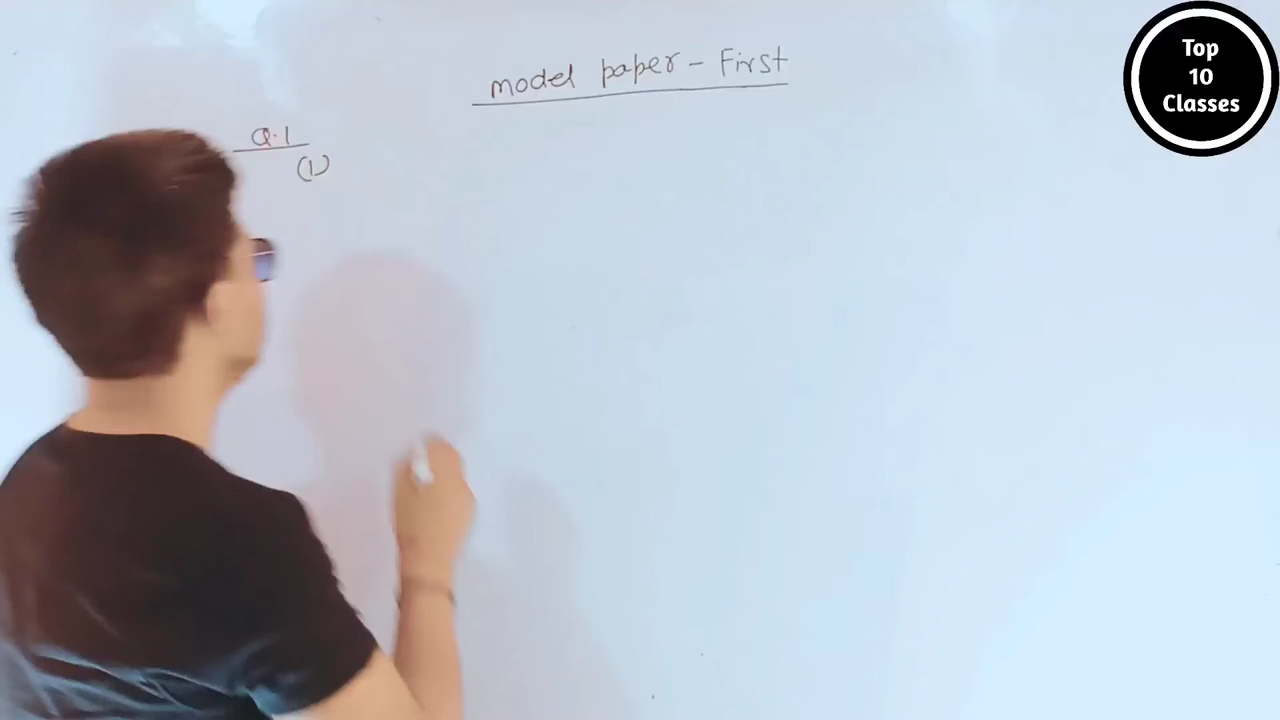 model paper - First
Q.1
(1)
Top
10
Classes